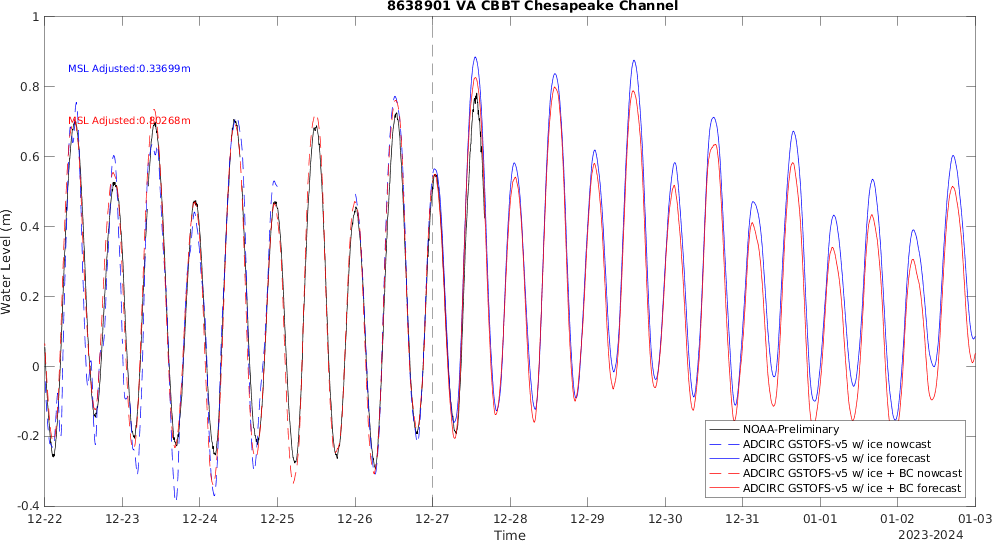 8638901 VA CBBT Chesapeake Channel
Water Level (m)
1
0.8
0.6
0.4
0.2
0
-0.2
-0.4
MSL Adjusted:0.33699m
MSL Adjusted:0.30268m
NOAA-Preliminary
ADCIRC GSTOFS-v5 w/ ice nowcast
ADCIRC GSTOFS-v5 w/ ice forecast
ADCIRC GSTOFS-v5 w/ ice + BC nowcast
ADCIRC GSTOFS-v5 w/ ice + BC forecast
12-22 12-23 12-24 12-25 12-26 12-27 12-28 12-29 12-30 12-31 01-01 01-02 01-03
Time
2023-2024